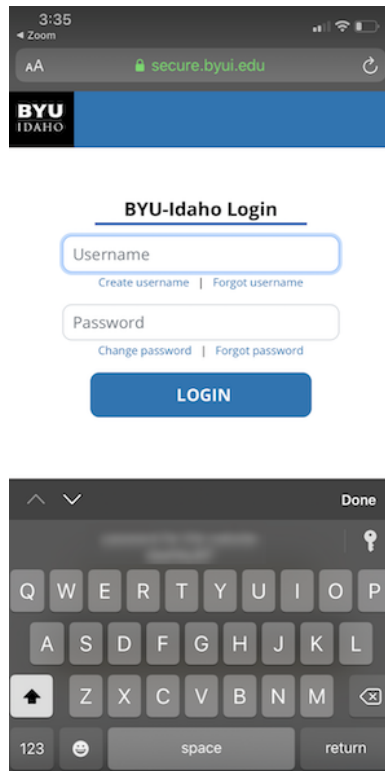 3:35
◀ Zoom
AA secure.byui.edu
BYU
IDAHO
BYU-Idaho Login
Username
Create username | Forgot username
Password
Change password | Forgot password
LOGIN
Done
Q W E R T Y U I O P
A S D F G H J K L
Z X C V B N M
123 space return